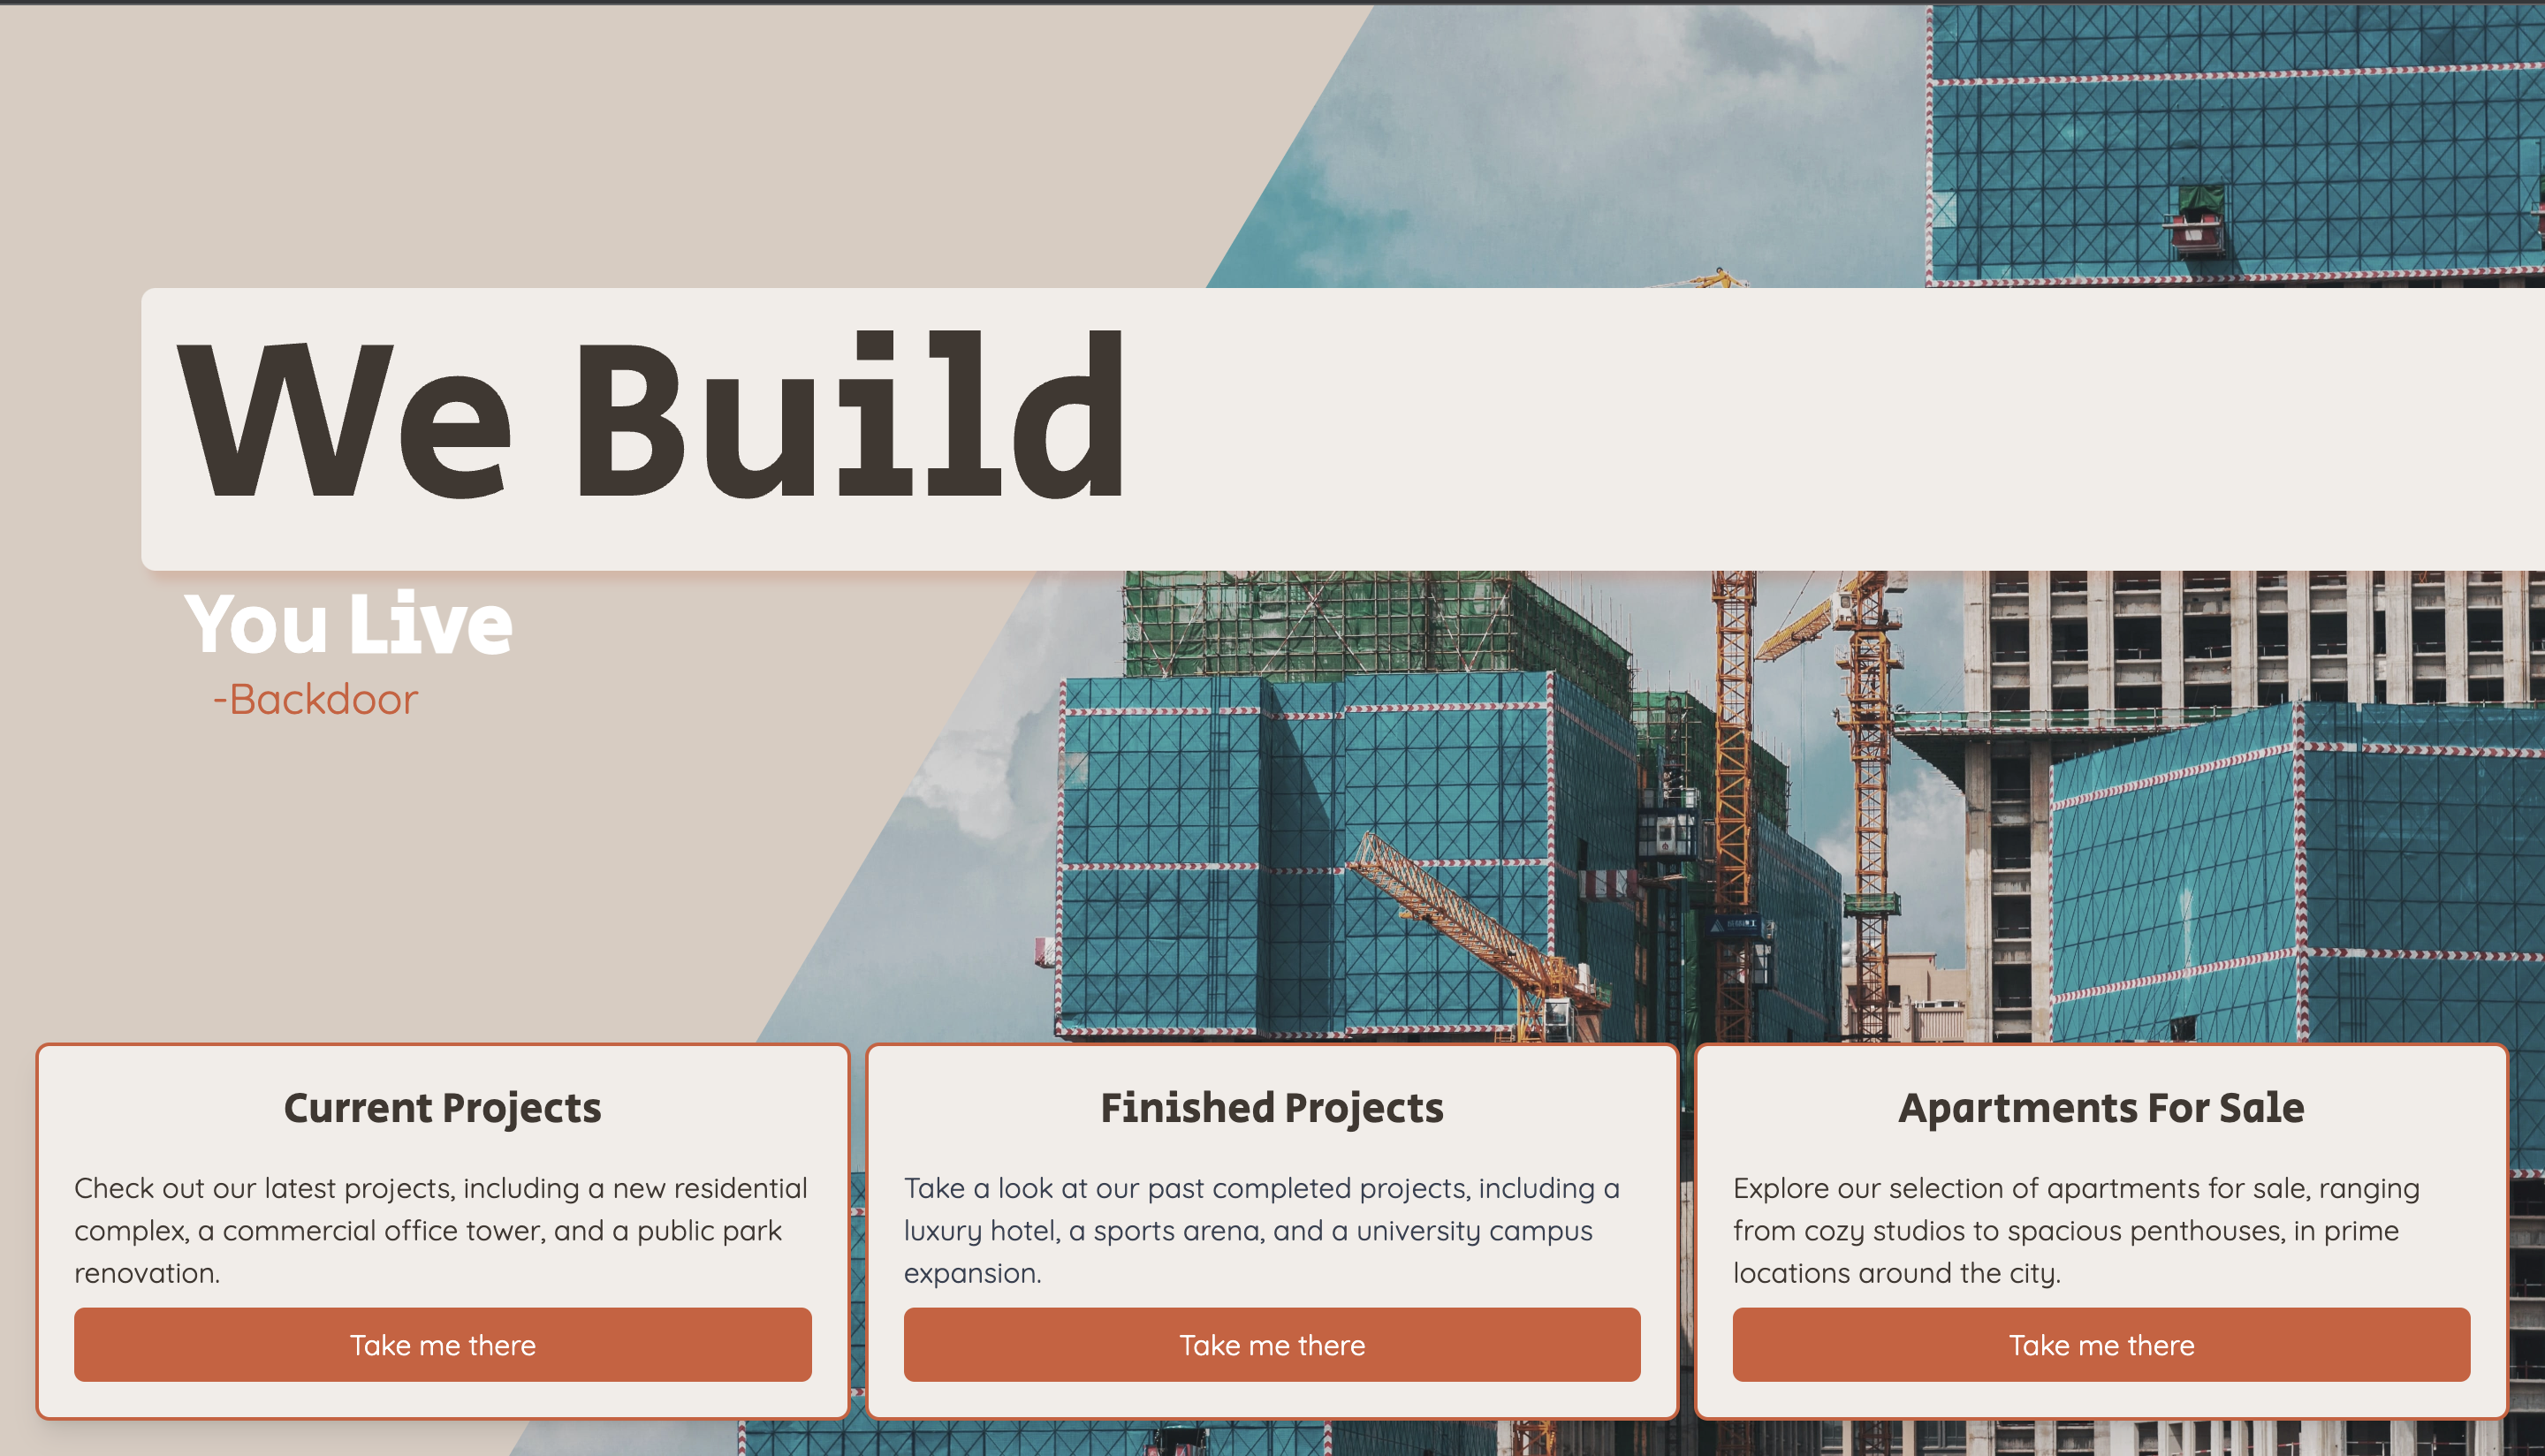 We Build
You Live
-Backdoor
Current Projects
Check out our latest projects, including a new residential
complex, a commercial office tower, and a public park
renovation.
Take me there
Finished Projects
Take a look at our past completed projects, including a
luxury hotel, a sports arena, and a university campus
expansion.
Take me there
Apartments For Sale
Explore our selection of apartments for sale, ranging
from cozy studios to spacious penthouses, in prime
locations around the city.
Take me there